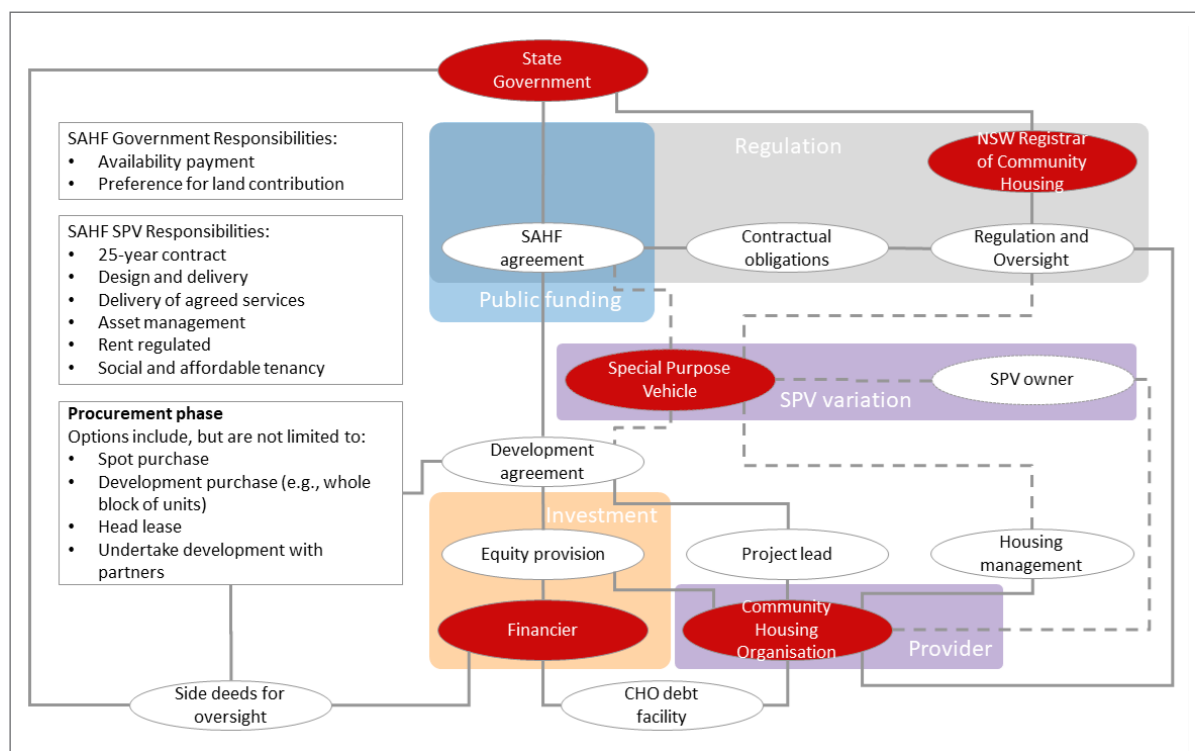 State
Government
SAHF Government Responsibilities:
• Availability payment
• Preference for land contribution
Regulation
NSW Registrar
of Community
Housing
SAHF SPV Responsibilities:
• 25-year contract
• Design and delivery
• Delivery of agreed services
• Asset management
• Rent regulated
• Social and affordable tenancy
SAHF
agreement
Contractual
obligations
Regulation and
Oversight
Public funding
Special Purpose
Vehicle
SPV owner
SPV variation
Procurement phase
Options include, but are not limited to:
• Spot purchase
• Development purchase (e.g., whole
block of units)
• Head lease
• Undertake development with
partners
Development
agreement
Investment
Equity provision
Project lead
Housing
management
Financier
Community
Housing
Organisation
Provider
Side deeds for
oversight
CHO debt
facility